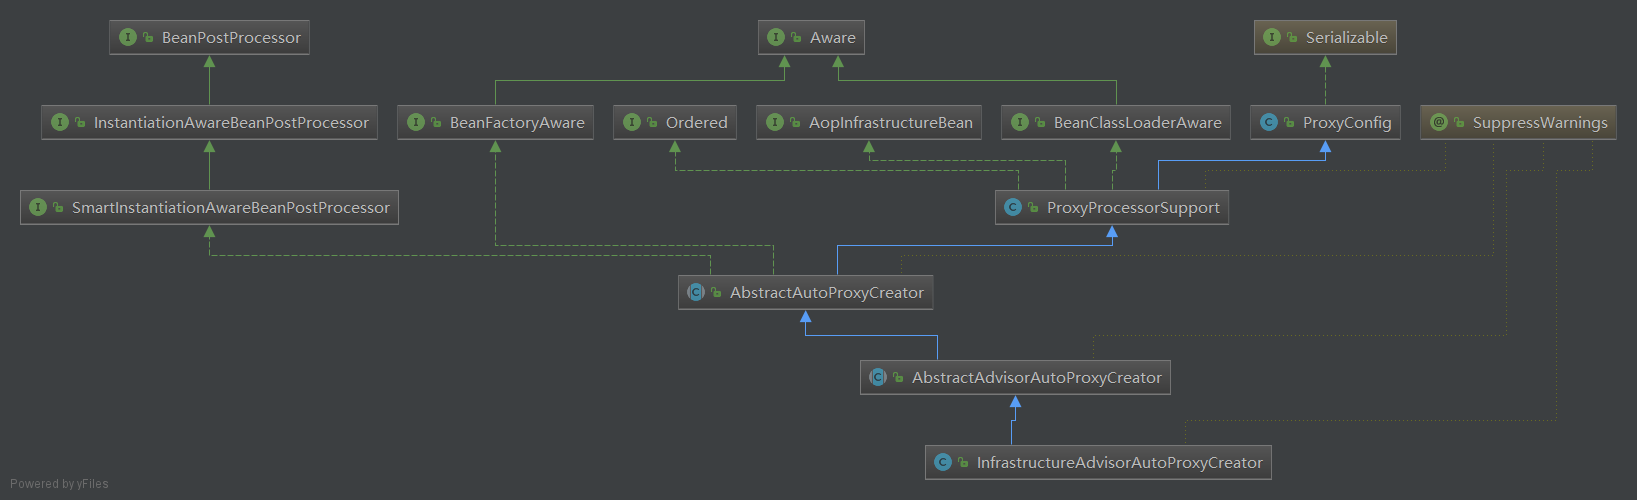 BeanPostProcessor
Aware
Serializable
InstantiationAwareBeanPostProcessor
BeanFactoryAware
Ordered
AopInfrastructureBean
BeanClassLoaderAware
ProxyConfig
SuppressWarnings
SmartInstantiationAwareBeanPostProcessor
ProxyProcessorSupport
AbstractAutoProxyCreator
AbstractAdvisorAutoProxyCreator
InfrastructureAdvisorAutoProxyCreator
Powered by yFiles